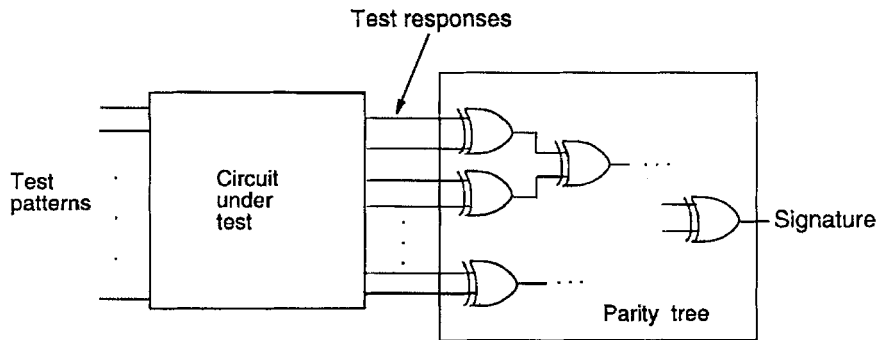 Test responses
Test
patterns
Circuit
under
test
Signature
Parity tree